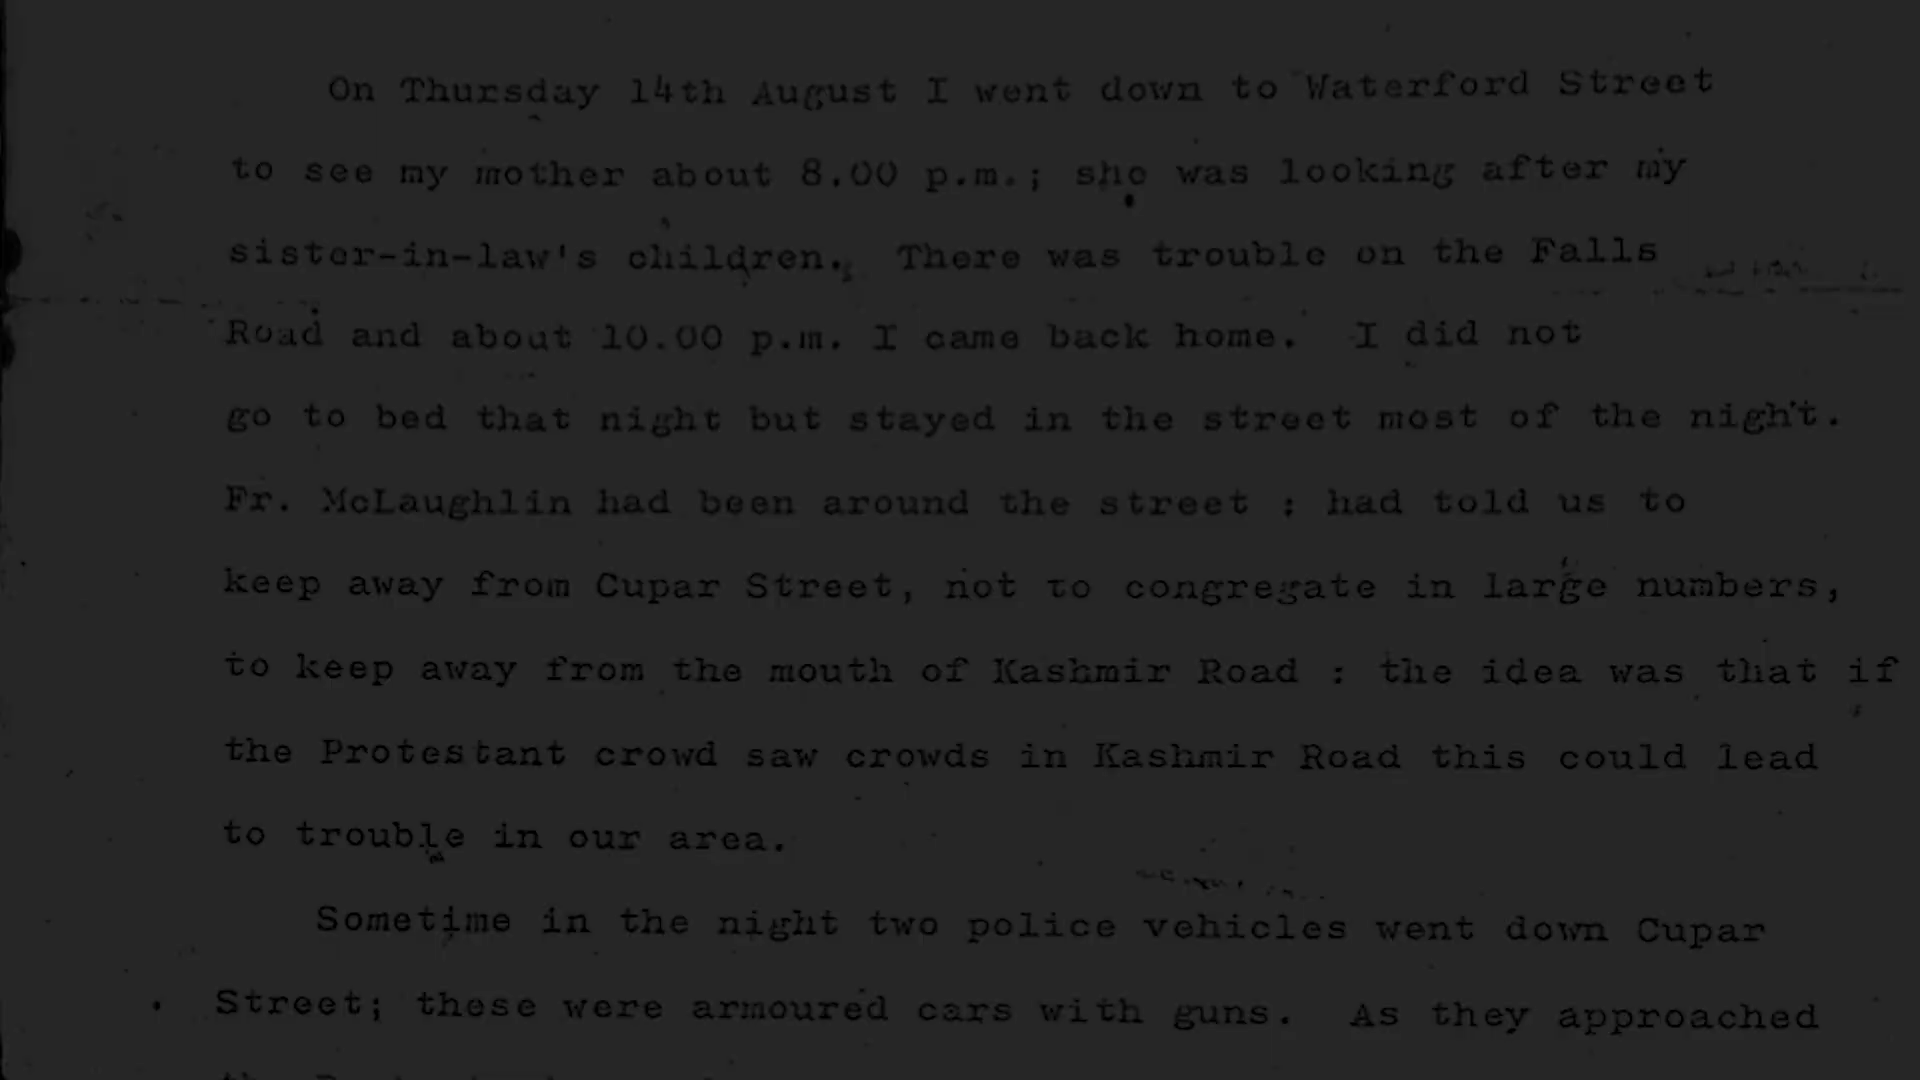 On Thursday 14th August I went down to Waterford Street
to see my mother about 8.00 p.m.; she was looking after my
sister-in-law's children. There was trouble on the Falls
Road and about 10.00 p.m. I came back home. I did not
go to bed that night but stayed in the street most of the night.
Fr. McLaughlin had been around the street : had told us to
keep away from Cupar Street, not to congregate in large numbers,
to keep away from the mouth of Kashmir Road : the idea was that if
the Protestant crowd saw crowds in Kashmir Road this could lead
to trouble in our area.
Sometime in the night two police vehicles went down Cupar
Street; these were armoured cars with guns. As they approached